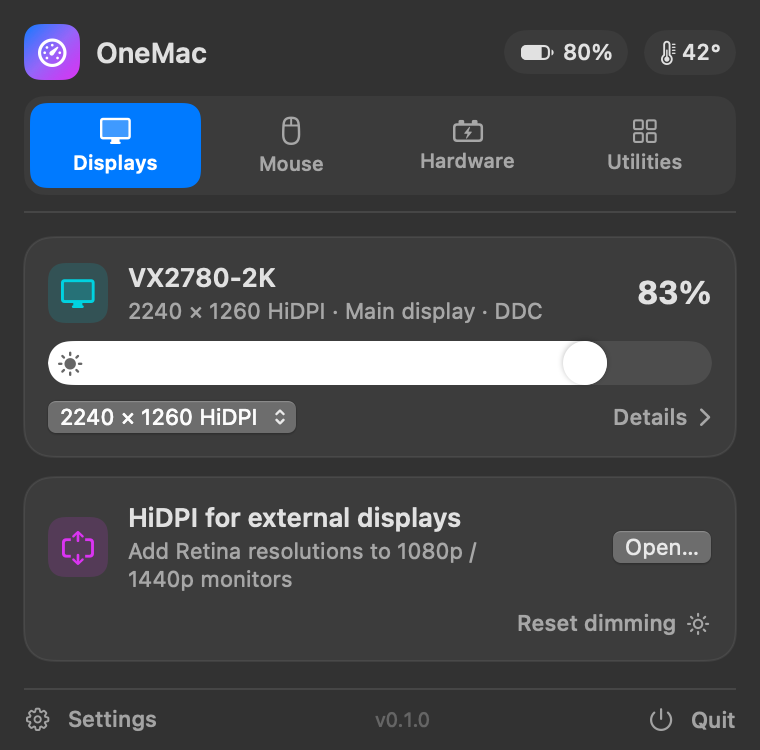 OneMac
80%
42°
Displays
Mouse
Hardware
Utilities
VX2780-2K
2240 × 1260 HiDPI · Main display · DDC
83%
2240 × 1260 HiDPI
Details
HiDPI for external displays
Add Retina resolutions to 1080p /
1440p monitors
Open...
Reset dimming
Settings
v0.1.0
Quit